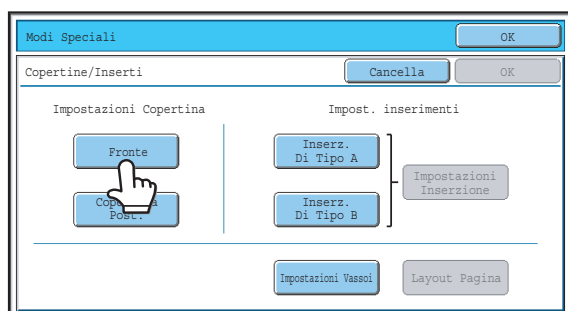 Modi Speciali
OK
Copertine/Inserti
Cancella
OK
Impostazioni Copertina
Impost. inserimenti
Fronte
Inserz.
Di Tipo A
Impostazioni
Inserzione
Post.
Inserz.
Di Tipo B
Impostazioni Vassoi
Layout Pagina